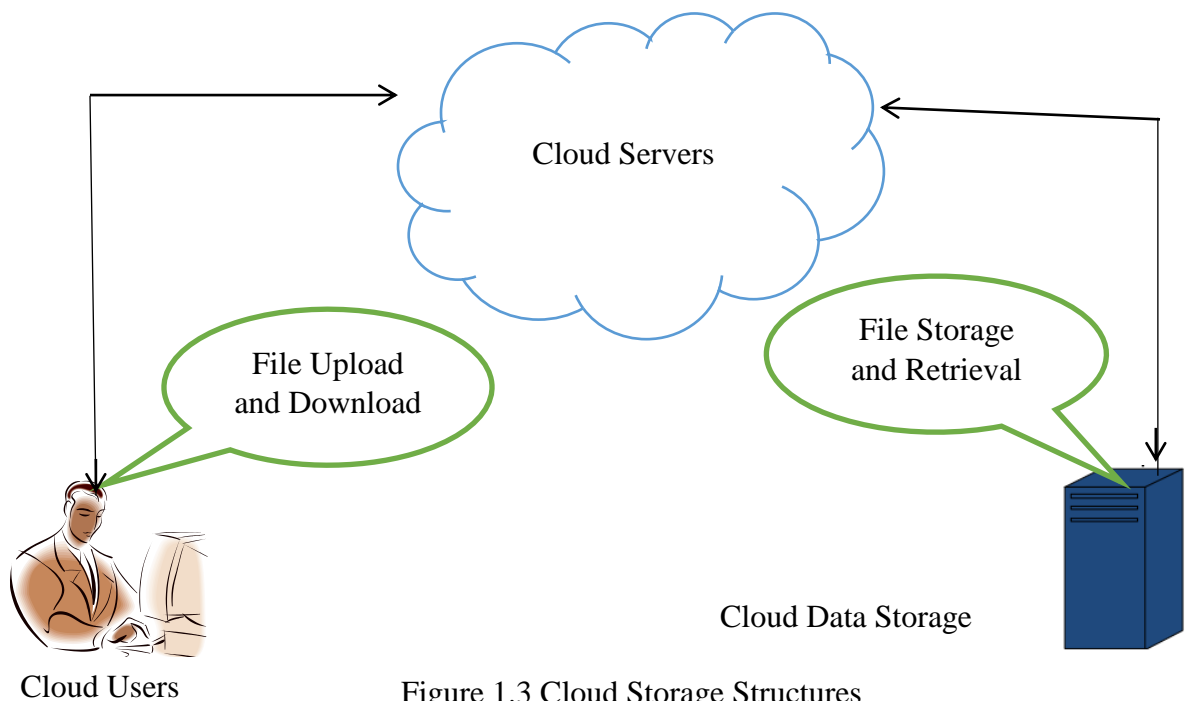 Cloud Servers
File Upload
and Download
File Storage
and Retrieval
Cloud Data Storage
Cloud Users
Figure 1.3 Cloud Storage Structures